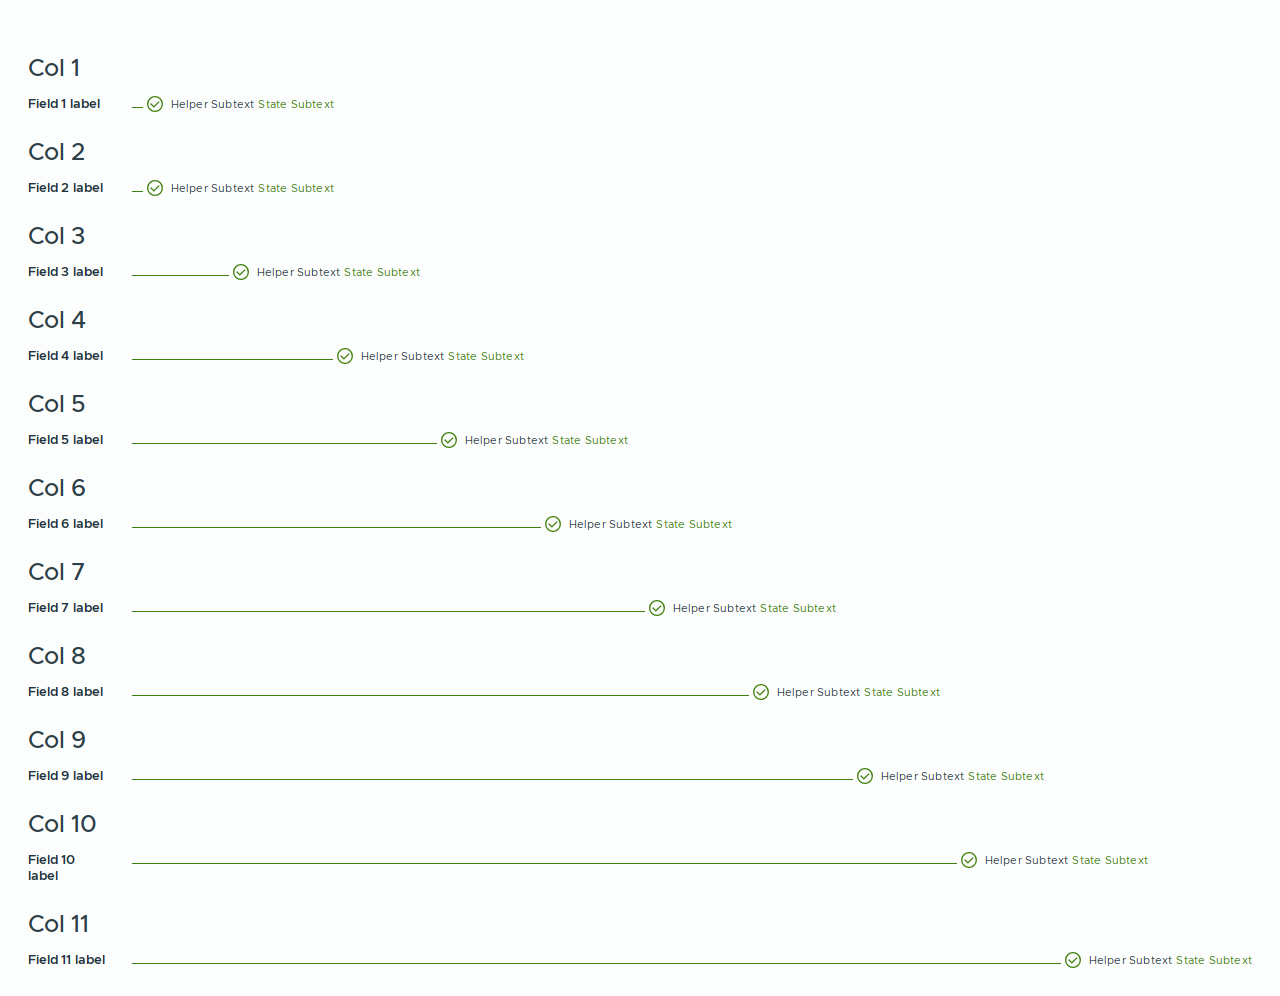 Col 1
Field 1 label Helper Subtext State Subtext
Col 2
Field 2 label Helper Subtext State Subtext
Col 3
Field 3 label Helper Subtext State Subtext
Col 4
Field 4 label Helper Subtext State Subtext
Col 5
Field 5 label Helper Subtext State Subtext
Col 6
Field 6 label Helper Subtext State Subtext
Col 7
Field 7 label Helper Subtext State Subtext
Col 8
Field 8 label Helper Subtext State Subtext
Col 9
Field 9 label Helper Subtext State Subtext
Col 10
Field 10 Helper Subtext State Subtext
label
Col 11
Field 11 label Helper Subtext State Subtext